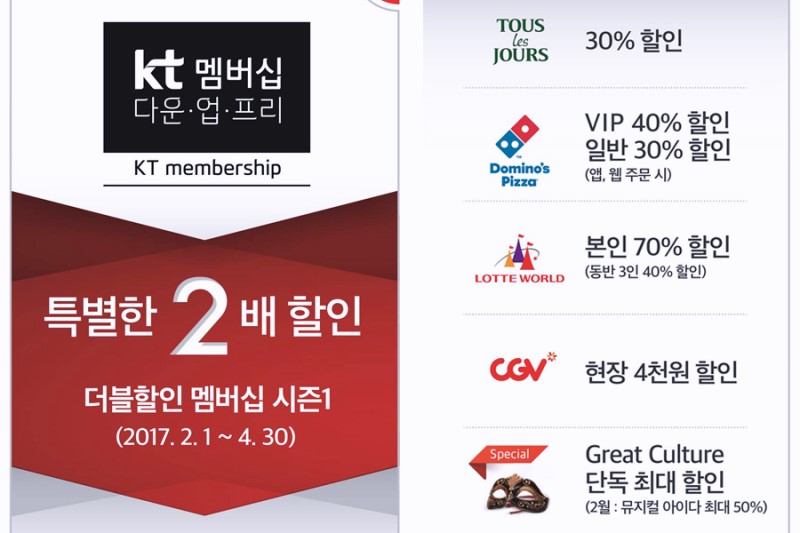 kt 멤버십
다운·업·프리
KT membership
특별한 2배 할인
더블할인 멤버십 시즌1
(2017. 2. 1 ~ 4. 30)
TOUS
les
JOURS
30% 할인
Domino's
Pizza
VIP 40% 할인
일반 30% 할인
(앱, 웹 주문 시)
LOTTE WORLD
본인 70% 할인
(동반 3인 40% 할인)
CGV
현장 4천원 할인
Special
Great Culture
단독 최대 할인
(2월 : 뮤지컬 아이다 최대 50%)